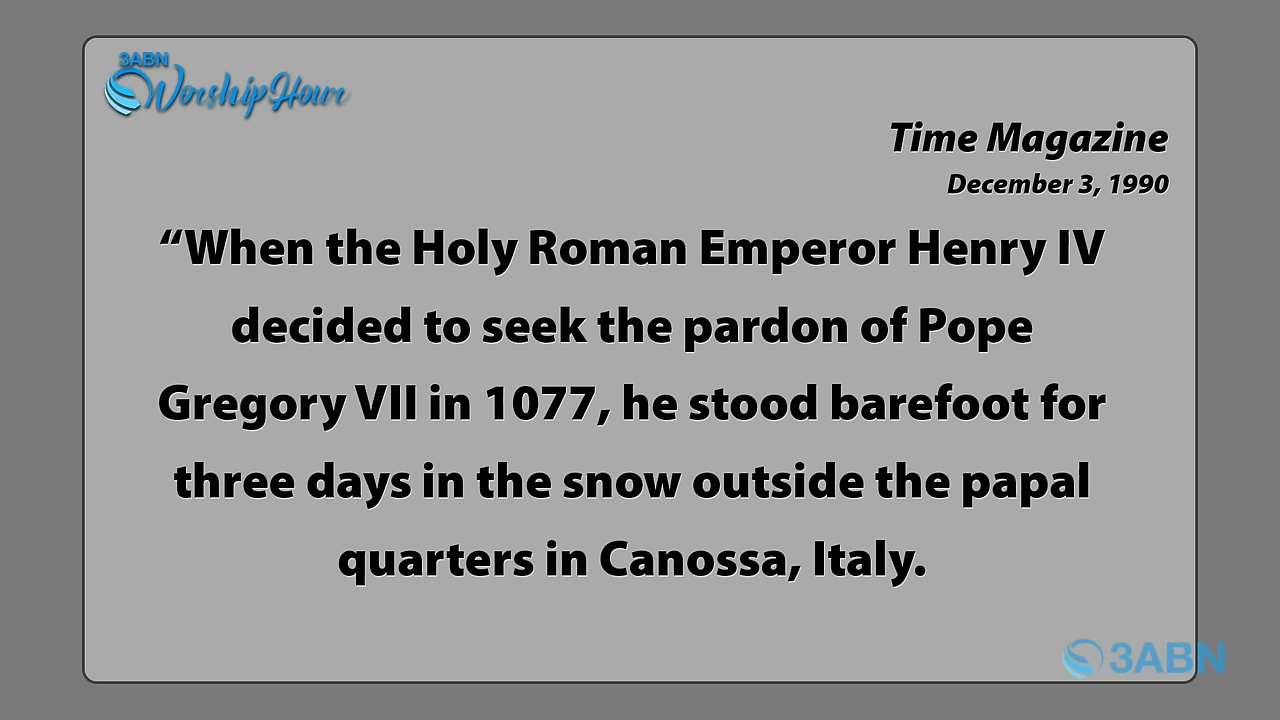 3ABN
Worship Hour
Time Magazine
December 3, 1990
“When the Holy Roman Emperor Henry IV
decided to seek the pardon of Pope
Gregory VII in 1077, he stood barefoot for
three days in the snow outside the papal
quarters in Canossa, Italy.
3ABN